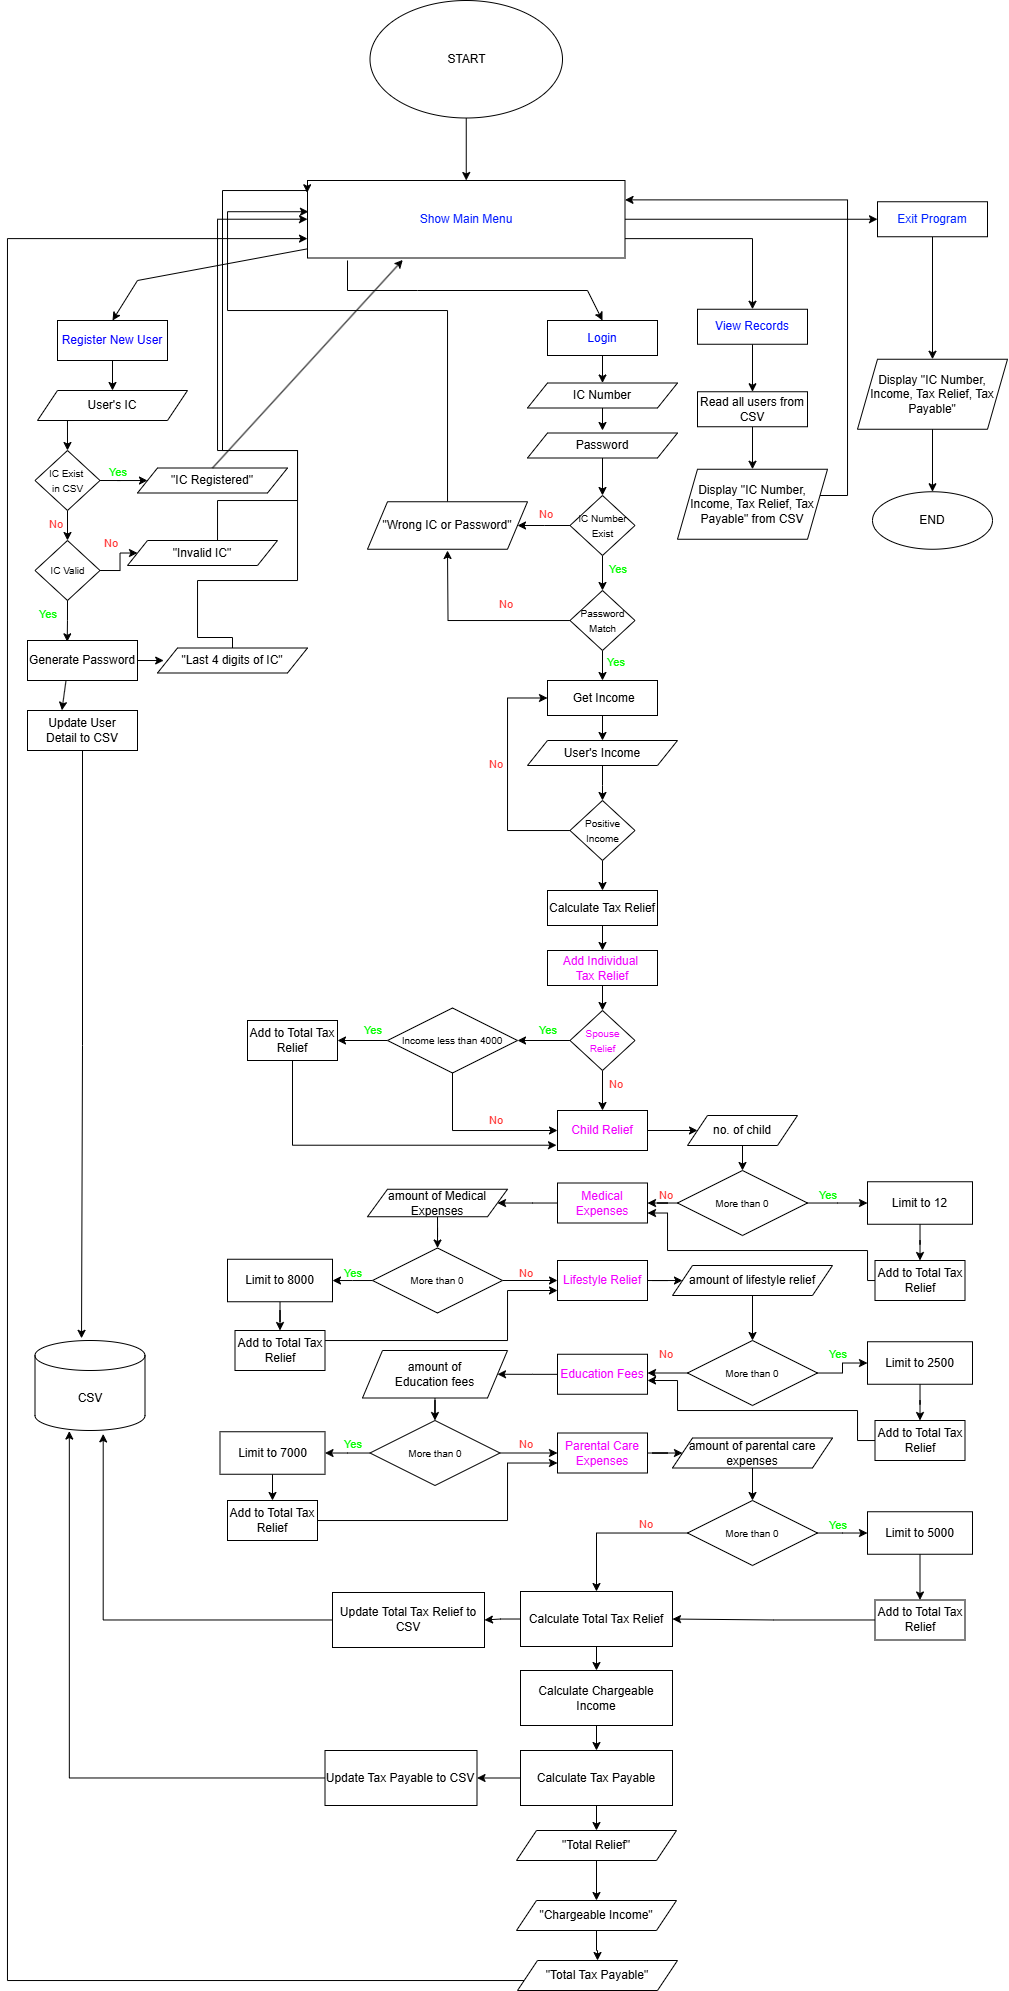 START
Show Main Menu
Exit Program
Register New User
Login
View Records
User's IC
IC Number
Read all users from
CSV
Display "IC Number,
Income, Tax Relief, Tax
Payable"
Password
IC Exist
in CSV
Yes
"IC Registered"
No
Display "IC Number,
Income, Tax Relief, Tax
Payable" from CSV
END
"Wrong IC or Password"
No
IC Number
Exist
Yes
IC Valid
No
"Invalid IC"
Yes
No
Password
Match
Yes
Generate Password
"Last 4 digits of IC"
Update User
Detail to CSV
Get Income
User's Income
No
Positive
Income
Calculate Tax Relief
Add Individual
Tax Relief
Spouse
Relief
Yes
Income less than 4000
Yes
Add to Total Tax
Relief
No
No
Child Relief
no. of child
More than 0
Yes
Limit to 12
No
Medical
Expenses
amount of Medical
Expenses
Add to Total Tax
Relief
More than 0
Yes
Limit to 8000
No
Lifestyle Relief
amount of lifestyle relief
Add to Total Tax
Relief
More than 0
Yes
Limit to 2500
No
Education Fees
amount of
Education fees
Add to Total Tax
Relief
CSV
More than 0
Yes
Limit to 7000
No
Parental Care
Expenses
amount of parental care
expenses
Add to Total Tax
Relief
More than 0
Yes
Limit to 5000
No
Add to Total Tax
Relief
Calculate Total Tax Relief
Update Total Tax Relief to
CSV
Calculate Chargeable
Income
Calculate Tax Payable
Update Tax Payable to CSV
"Total Relief"
"Chargeable Income"
"Total Tax Payable"